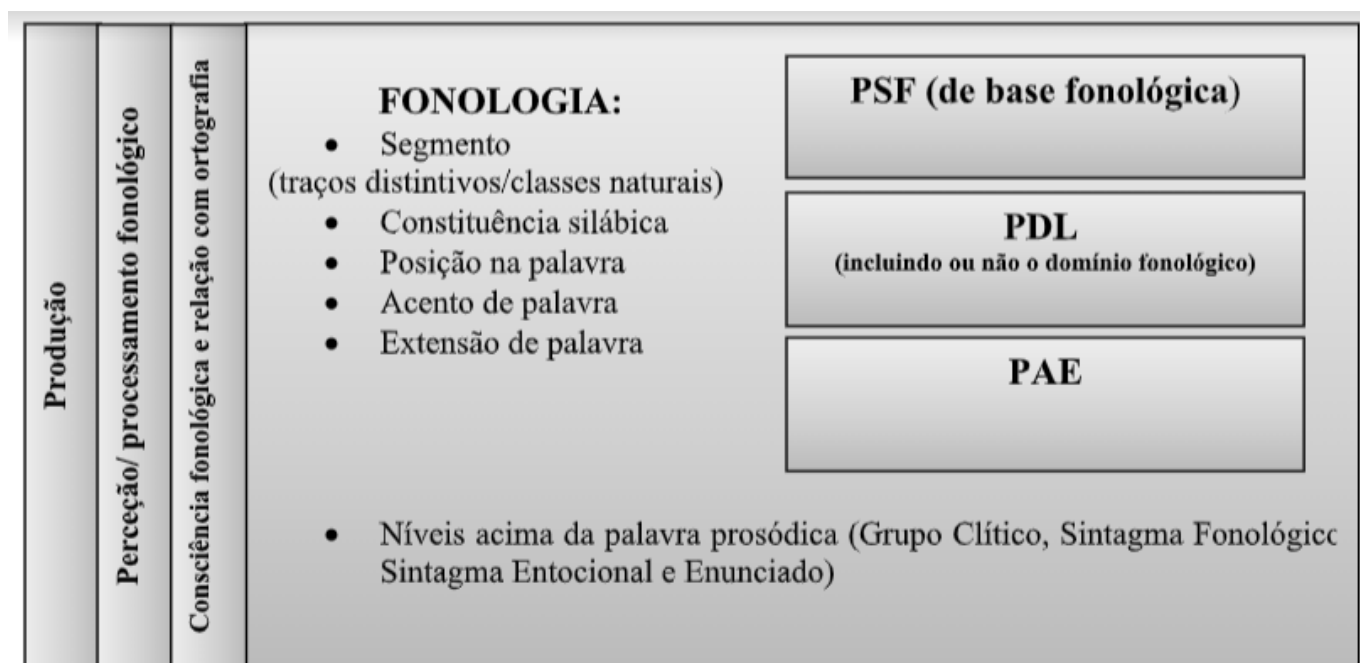 Produção
Perceção/ processamento fonológico
Consciência fonológica e relação com ortografia
FONOLOGIA:
• Segmento
(traços distintivos/classes naturais)
• Constituência silábica
• Posição na palavra
• Acento de palavra
• Extensão de palavra
PSF (de base fonológica)
PDL
(incluindo ou não o domínio fonológico)
PAE
• Níveis acima da palavra prosódica (Grupo Clítico, Sintagma Fonológico
Sintagma Entocional e Enunciado)